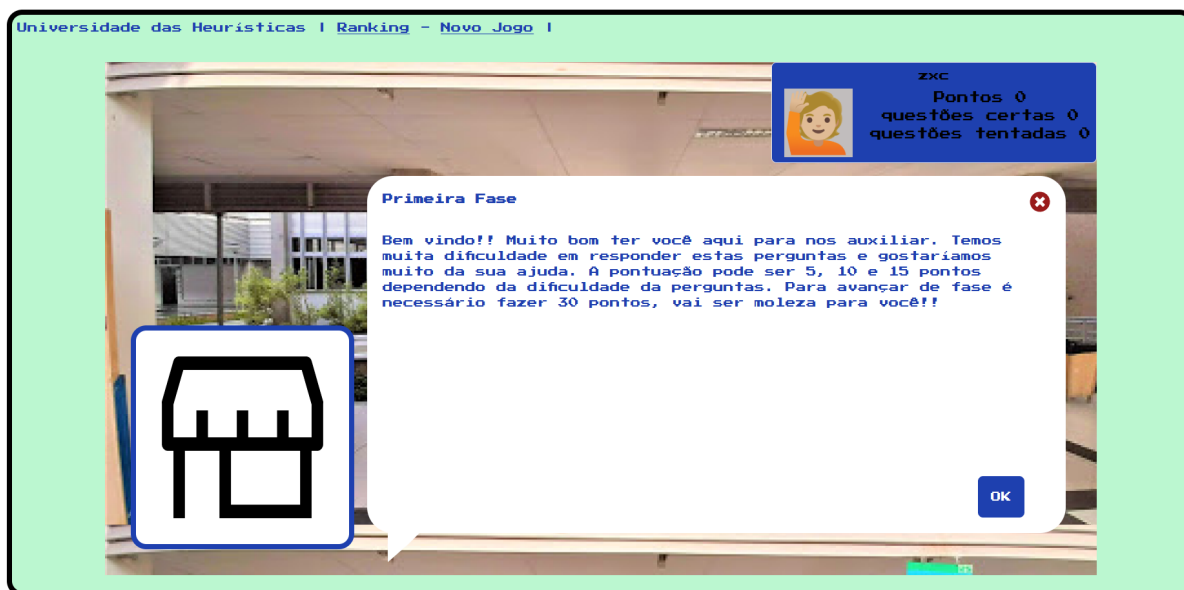 Universidade das Heurísticas | Ranking - Novo Jogo |
zxc
Pontos 0
questões certas 0
questões tentadas 0
Primeira Fase
Bem vindo!! Muito bom ter você aqui para nos auxiliar. Temos
muita dificuldade em responder estas perguntas e gostaríamos
muito da sua ajuda. A pontuação pode ser 5, 10 e 15 pontos
dependendo da dificuldade da perguntas. Para avançar de fase é
necessário fazer 30 pontos, vai ser moleza para você!!
OK